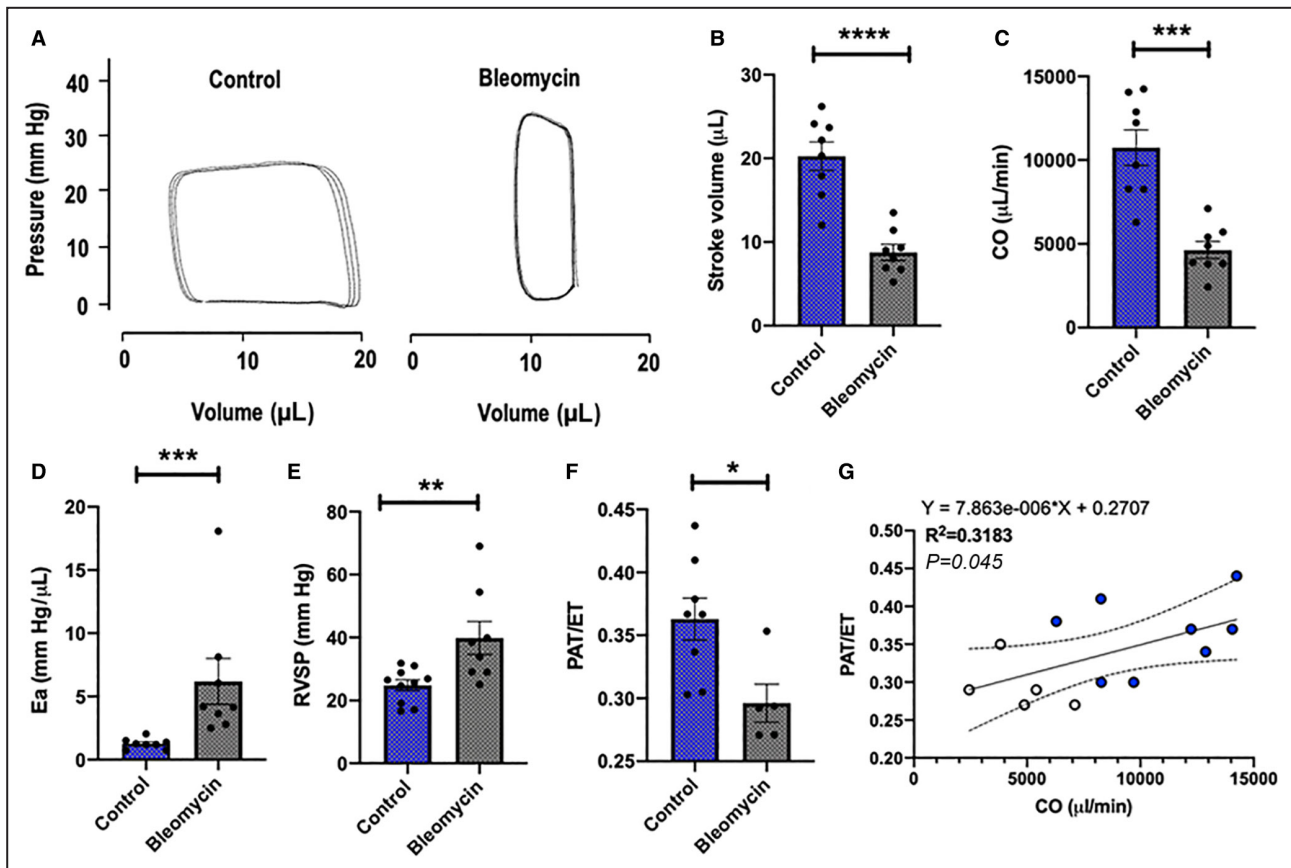 A
Control
Bleomycin
Pressure (mm Hg)
40
30
20
10
0
0
10
20
0
10
20
Volume (µL)
Volume (µL)
B
****
Stroke volume (µL)
30
20
10
0
Control
Bleomycin
C
***
CO (µL/min)
15000
10000
5000
0
Control
Bleomycin
D
***
Ea (mm Hg/µL)
20
15
10
5
0
Control
Bleomycin
E
**
RVSP (mm Hg)
80
60
40
20
0
Control
Bleomycin
F
*
PAT/ET
0.45
0.40
0.35
0.30
0.25
Control
Bleomycin
G
Y = 7.863e-006*X + 0.2707
R²=0.3183
P=0.045
PAT/ET
0.50
0.45
0.40
0.35
0.30
0.25
0.20
0
5000
10000
15000
CO (µl/min)